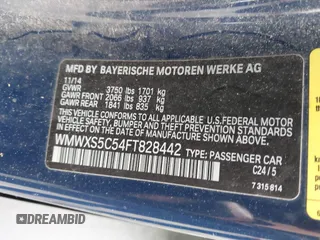 MFD BY BAYERISCHE MOTOREN WERKE AG
11/14
GVWR 3750 lbs 1701 kg
GAWR FRONT 2066 lbs 937 kg
GAWR REAR 1841 lbs 835 kg
THIS VEHICLE CONFORMS TO ALL APPLICABLE U.S. FEDERAL MOTOR
VEHICLE SAFETY, BUMPER, AND THEFT
PREVENTION STANDARDS IN EFFECT ON THE
DATE OF MANUFACTURE SHOWN ABOVE.
WMWXS5C54FT828442 TYPE: PASSENGER CAR
C24/5
7 315 614
DRIVE ONE